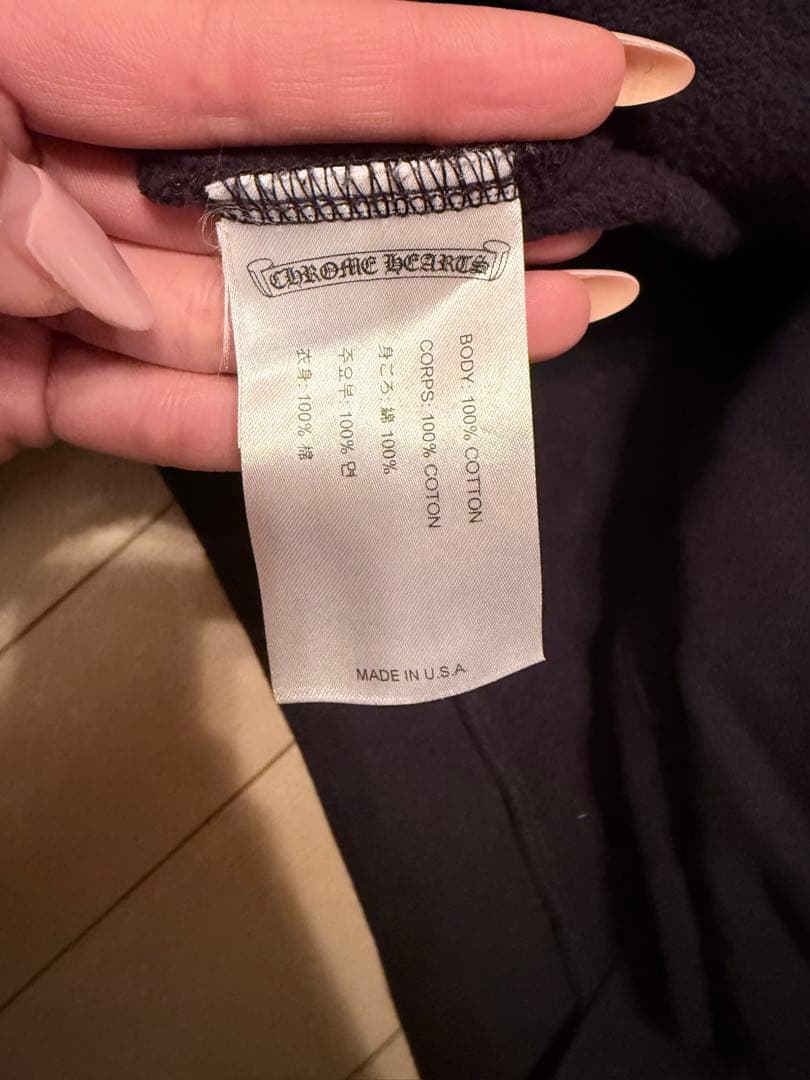 CHROME HEARTS
BODY: 100% COTTON
CORPS: 100% COTON
身ごろ: 綿 100%
주요부: 100% 면
衣身: 100% 棉
MADE IN U.S.A.